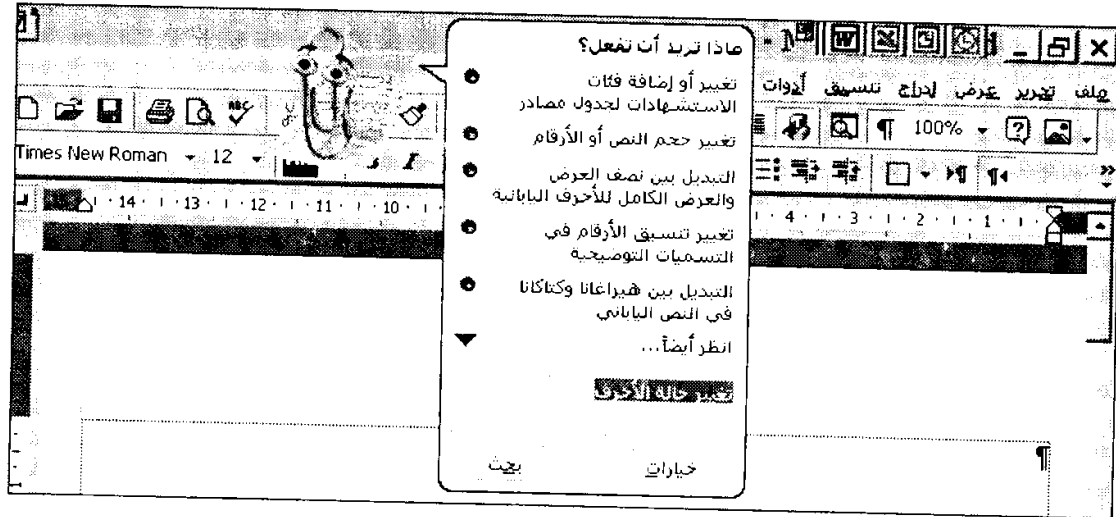 ملف تحرير عرض إدراج تنسيق أدوات
100%
Times New Roman 12
14 13 12 11 10
4 3 2 1
ماذا تريد أن تفعل؟
تغيير أو إضافة فئات
الاستشهادات لجدول مصادر
تغيير حجم النص أو الأرقام
التبديل بين نصف العرض
والعرض الكامل للأحرف اليابانية
تغيير تنسيق الأرقام في
التسميات التوضيحية
التبديل بين هيراغانا وكتاكانا
في النص الياباني
انظر أيضاً...
تغيير حالة الأحرف
خيارات بحث